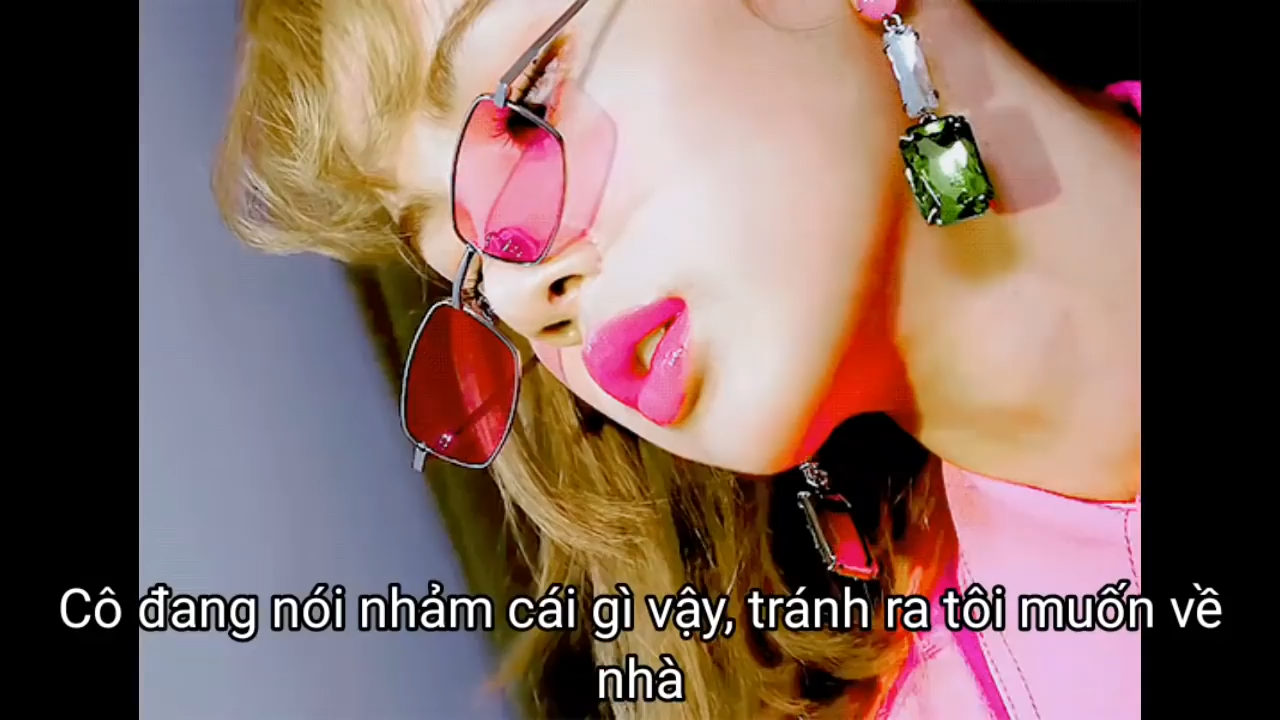 Cô đang nói nhảm cái gì vậy, tránh ra tôi muốn về
nhà